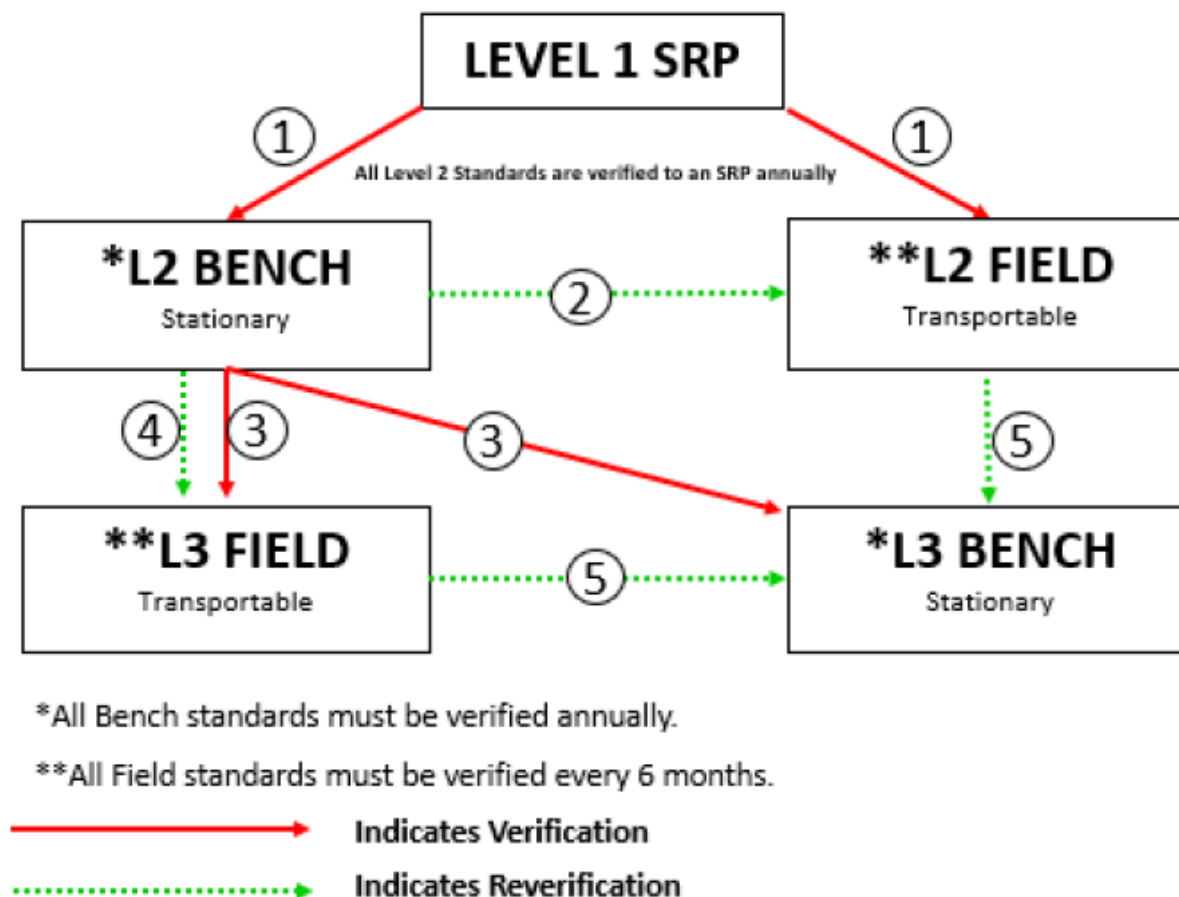 LEVEL 1 SRP
1
1
All Level 2 Standards are verified to an SRP annually
*L2 BENCH
Stationary
2
**L2 FIELD
Transportable
4
3
3
5
**L3 FIELD
Transportable
5
*L3 BENCH
Stationary
*All Bench standards must be verified annually.
**All Field standards must be verified every 6 months.
Indicates Verification
Indicates Reverification